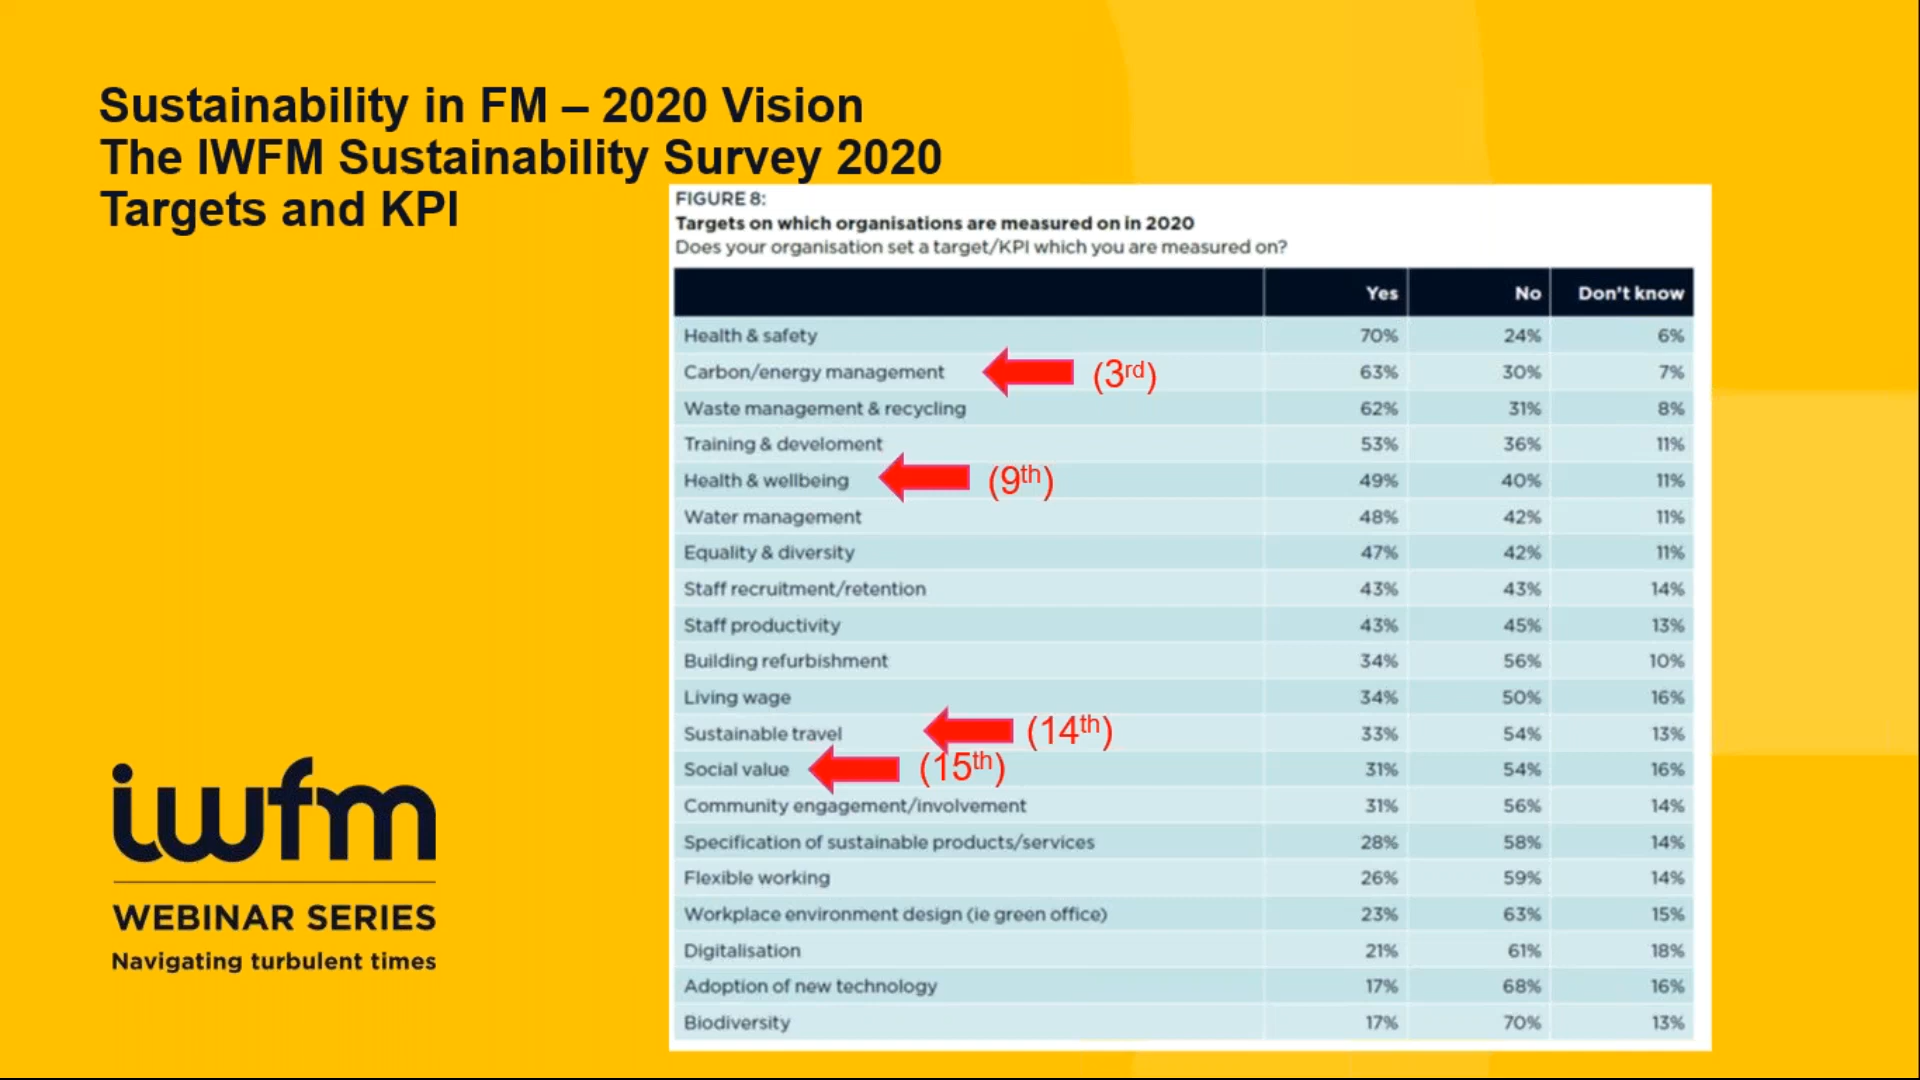 Sustainability in FM – 2020 Vision
The IWFM Sustainability Survey 2020
Targets and KPI
FIGURE 8:
Targets on which organisations are measured on in 2020
Does your organisation set a target/KPI which you are measured on?
Yes No Don't know
Health & safety 70% 24% 6%
Carbon/energy management (3rd) 63% 30% 7%
Waste management & recycling 62% 31% 8%
Training & develoment 53% 36% 11%
Health & wellbeing (9th) 49% 40% 11%
Water management 48% 42% 11%
Equality & diversity 47% 42% 11%
Staff recruitment/retention 43% 43% 14%
Staff productivity 43% 45% 13%
Building refurbishment 34% 56% 10%
Living wage 34% 50% 16%
Sustainable travel (14th) 33% 54% 13%
Social value (15th) 31% 54% 16%
Community engagement/involvement 31% 56% 14%
Specification of sustainable products/services 28% 58% 14%
Flexible working 26% 59% 14%
Workplace environment design (ie green office) 23% 63% 15%
Digitalisation 21% 61% 18%
Adoption of new technology 17% 68% 16%
Biodiversity 17% 70% 13%
iwfm
WEBINAR SERIES
Navigating turbulent times